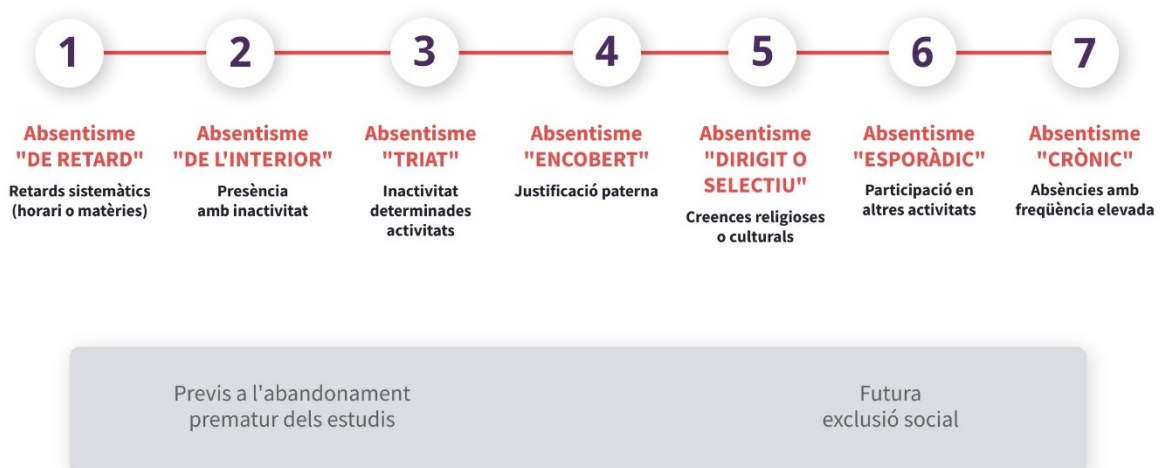 1
2
3
4
5
6
7
Absentisme
"DE RETARD"
Retards sistemàtics
(horari o matèries)
Absentisme
"DE L'INTERIOR"
Presència
amb inactivitat
Absentisme
"TRIAT"
Inactivitat
determinades
activitats
Absentisme
"ENCOBERT"
Justificació paterna
Absentisme
"DIRIGIT O
SELECTIU"
Creences religioses
o culturals
Absentisme
"ESPORÀDIC"
Participació en
altres activitats
Absentisme
"CRÒNIC"
Absències amb
freqüència elevada
Previs a l'abandonament
prematur dels estudis
Futura
exclusió social